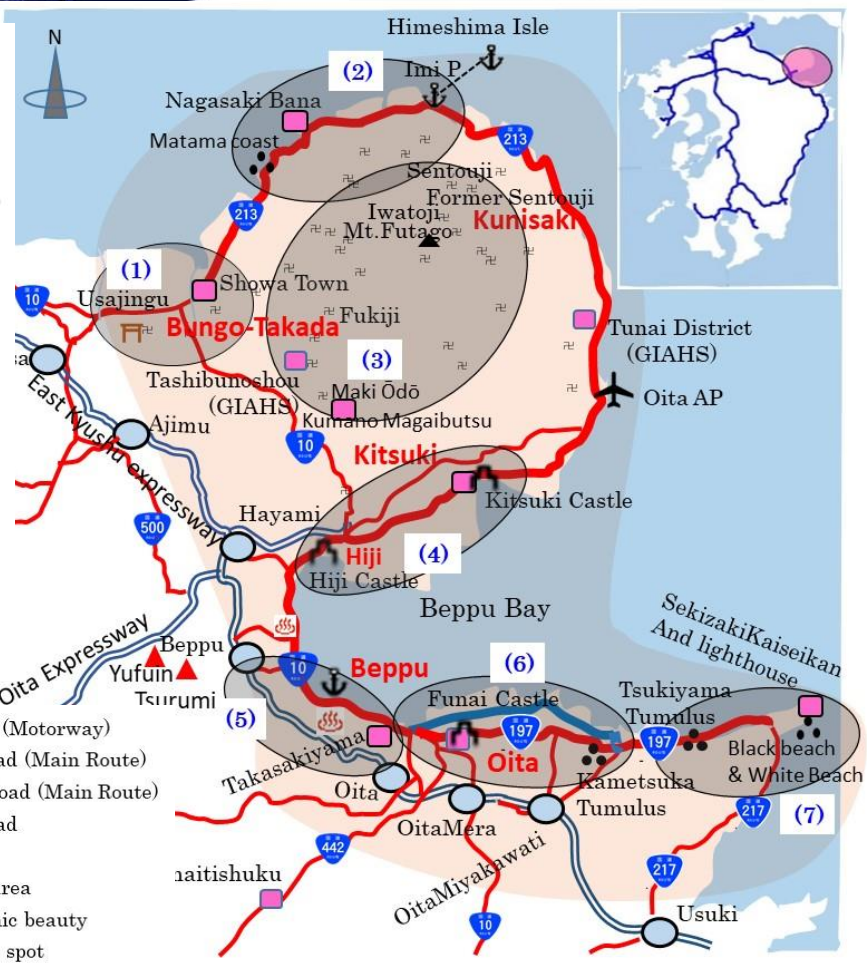 N
Himeshima Isle
(2)
Imi P
Nagasaki Bana
Matama coast
213
213
Sentouji
Former Sentouji
Iwatoji
Kunisaki
Mt.Futago
(1)
10
Usajingu
Showa Town
Bungo-Takada
Fukiji
Tunai District
(GIAHS)
(3)
Tashibunoshou
(GIAHS)
Maki Ōdō
Kumano Magaibutsu
Oita AP
sa
East Kyushu expressway
Ajimu
10
Kitsuki
Kitsuki Castle
500
Hayami
Hiji
(4)
Hiji Castle
Beppu Bay
SekizakiKaiseikan
And lighthouse
Oita Expressway
Beppu
Yufuin
Tsurumi
10
Beppu
(6)
Funai Castle
Tsukiyama
Tumulus
(5)
197
197
Takasakiyama
Oita
Black beach
& White Beach
Kametsuka
Tumulus
Oita
OitaMera
217
(7)
OitaMiyakawati
442
217
naitishuku
10
Usuki
(Motorway)
ad (Main Route)
oad (Main Route)
ad
rea
nic beauty
spot